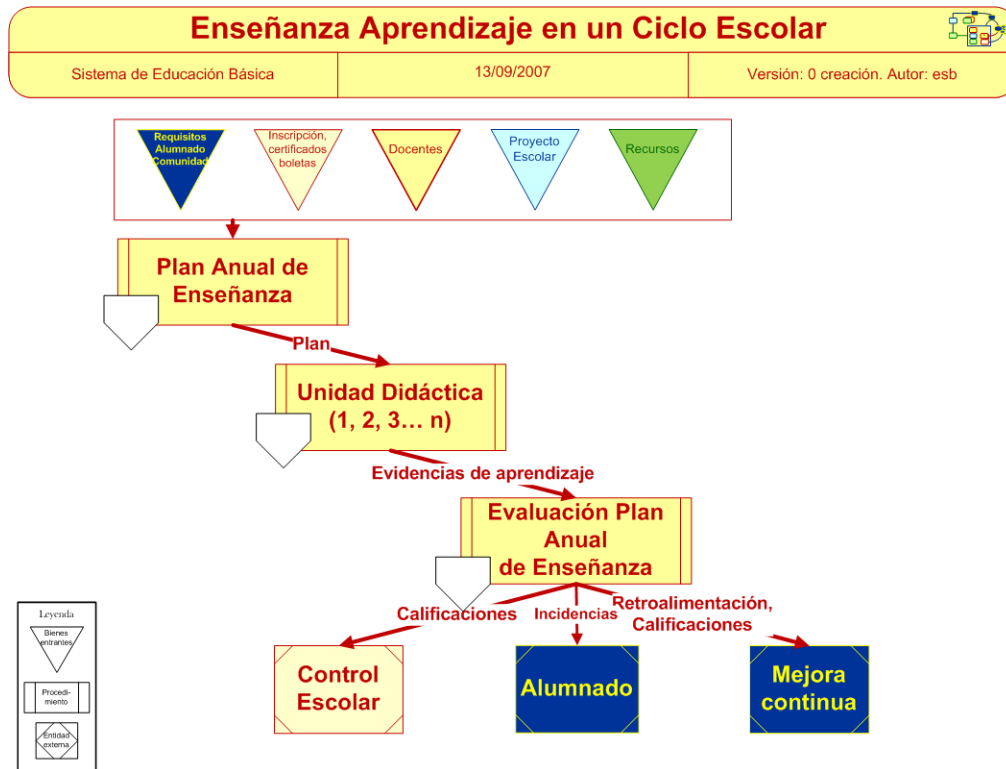 Enseñanza Aprendizaje en un Ciclo Escolar
Sistema de Educación Básica
13/09/2007
Versión: 0 creación. Autor: esb
Requisitos
Alumnado
Comunidad
Inscripción,
certificados
boletas
Docentes
Proyecto
Escolar
Recursos
Plan Anual de
Enseñanza
Plan
Unidad Didáctica
(1, 2, 3… n)
Evidencias de aprendizaje
Evaluación Plan
Anual
de Enseñanza
Calificaciones
Incidencias
Retroalimentación,
Calificaciones
Control
Escolar
Alumnado
Mejora
continua
Leyenda
Bienes
entrantes
Procedi-
miento
Entidad
externa